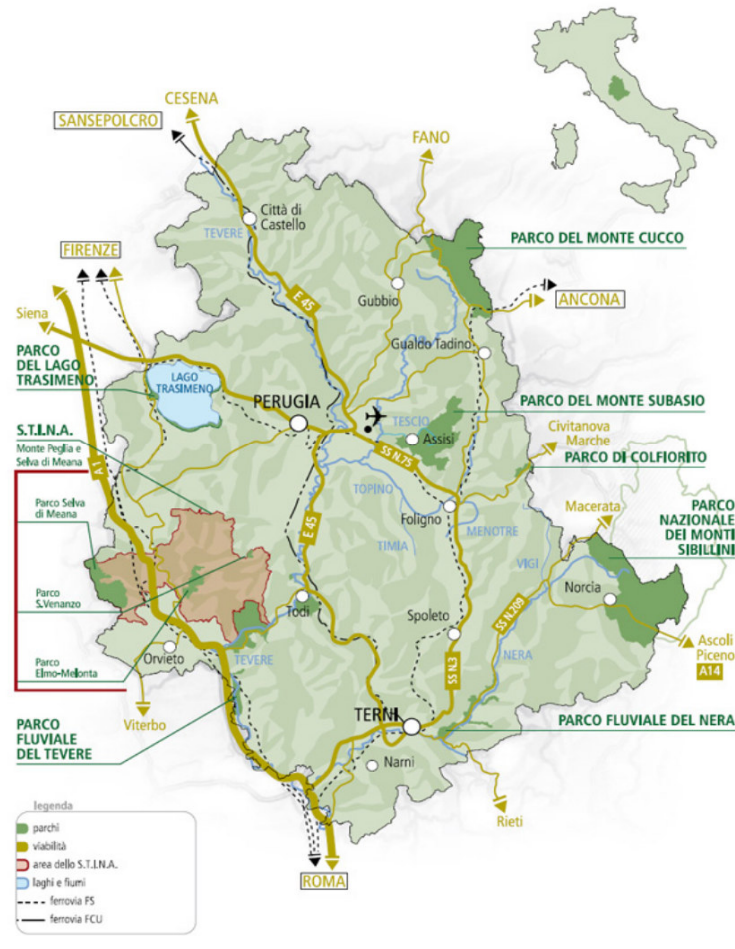 CESENA
SANSEPOLCRO
FANO
Città di
Castello
TEVERE
PARCO DEL MONTE CUCCO
FIRENZE
E 45
Gubbio
ANCONA
Siena
Gualdo Tadino
PARCO
DEL LAGO
TRASIMENO
LAGO
TRASIMENO
PERUGIA
TESCIO
PARCO DEL MONTE SUBASIO
S.T.I.N.A.
Monte Peglia e
Selva di Meana
Assisi
Civitanova
Marche
A 1
SS N.75
PARCO DI COLFIORITO
Parco Selva
di Meana
TOPINO
Foligno
MENOTRE
Macerata
PARCO
NAZIONALE
DEI MONTI
SIBILLINI
E 45
TIMIA
VIGI
Parco
S.Venanzo
Todi
Spoleto
SS N.209
Norcia
Parco
Elmo-Melonta
Orvieto
TEVERE
SS N.3
NERA
Ascoli
Piceno
A14
Viterbo
PARCO
FLUVIALE
DEL TEVERE
TERNI
PARCO FLUVIALE DEL NERA
Narni
Rieti
ROMA
legenda
parchi
viabilità
area dello S.T.I.N.A.
laghi e fiumi
ferrovia FS
ferrovia FCU